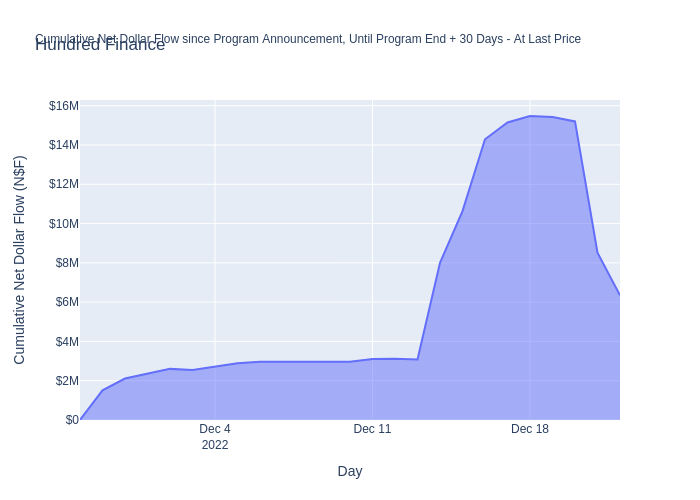 Cumulative Net Dollar Flow since Program Announcement, Until Program End + 30 Days - At Last Price
Hundred Finance
Cumulative Net Dollar Flow (N$F)
$16M
$14M
$12M
$10M
$8M
$6M
$4M
$2M
$0
Dec 4
2022
Dec 11
Dec 18
Day